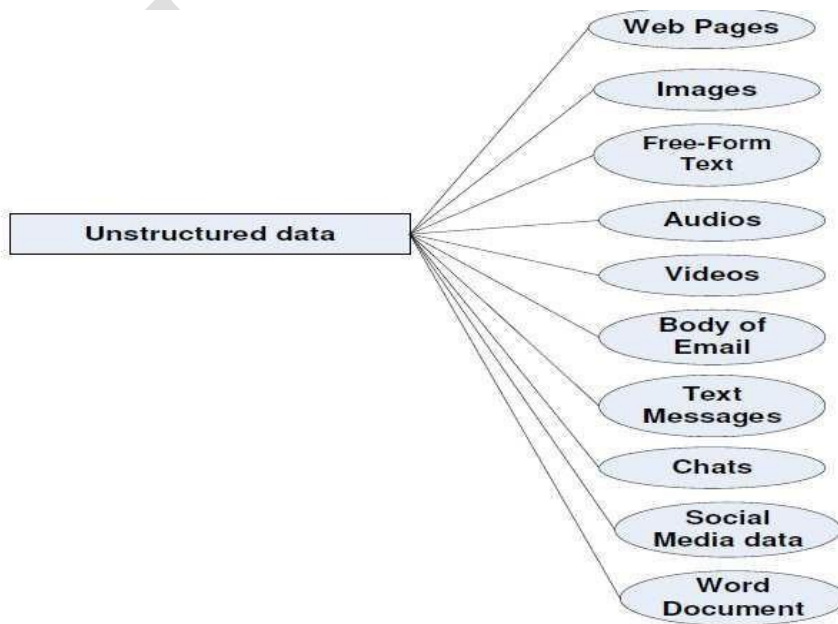 Web Pages
Images
Free-Form
Text
Audios
Unstructured data
Videos
Body of
Email
Text
Messages
Chats
Social
Media data
Word
Document